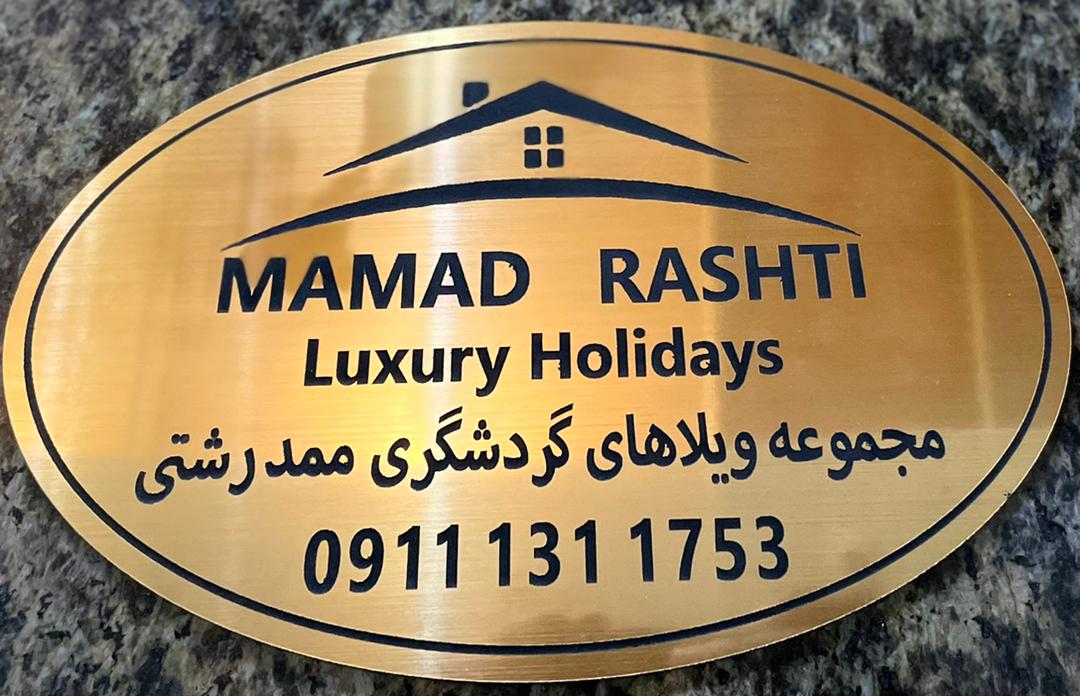 MAMAD RASHTI
Luxury Holidays
مجموعه ویلاهای گردشگری ممد رشتی
0911 131 1753